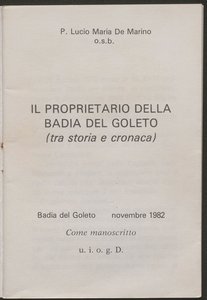 P. Lucio Maria De Marino
o.s.b.
IL PROPRIETARIO DELLA
BADIA DEL GOLETO
(tra storia e cronaca)
Badia del Goleto novembre 1982
Come manoscritto
u. i. o. g. D.